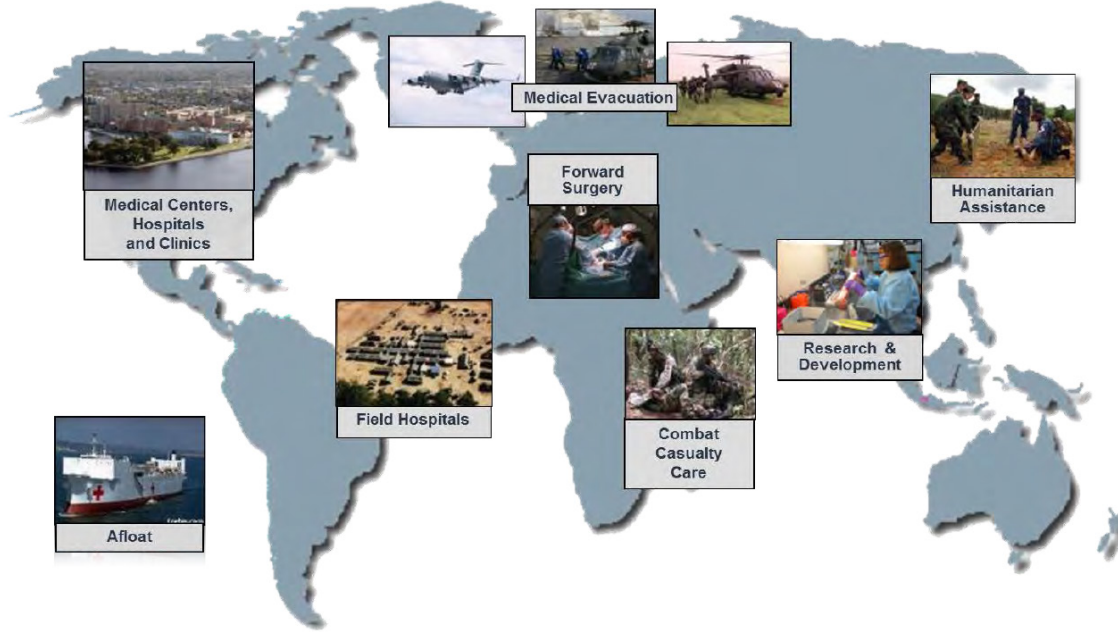 Medical Evacuation
Medical Centers,
Hospitals
and Clinics
Forward
Surgery
Humanitarian
Assistance
Research &
Development
Field Hospitals
Combat
Casualty
Care
Afloat